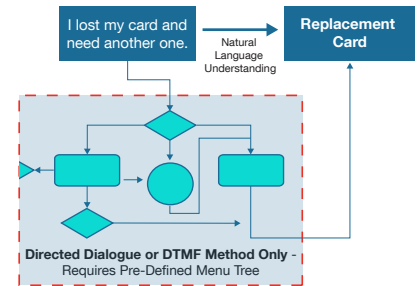 I lost my card and
need another one.
Natural
Language
Understanding
Replacement
Card
Directed Dialogue or DTMF Method Only -
Requires Pre-Defined Menu Tree